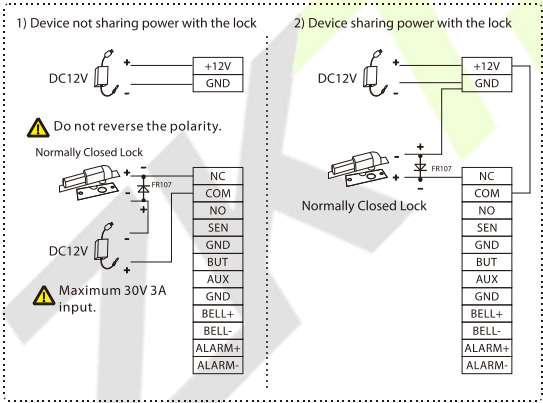 1) Device not sharing power with the lock
DC12V
+
-
+12V
GND
Do not reverse the polarity.
Normally Closed Lock
+
-
-
+
FR107
DC12V
-
+
Maximum 30V 3A
input.
NC
COM
NO
SEN
GND
BUT
AUX
GND
BELL+
BELL-
ALARM+
ALARM-
2) Device sharing power with the lock
DC12V
+
-
+12V
GND
-
+
+
-
FR107
Normally Closed Lock
NC
COM
NO
SEN
GND
BUT
AUX
GND
BELL+
BELL-
ALARM+
ALARM-